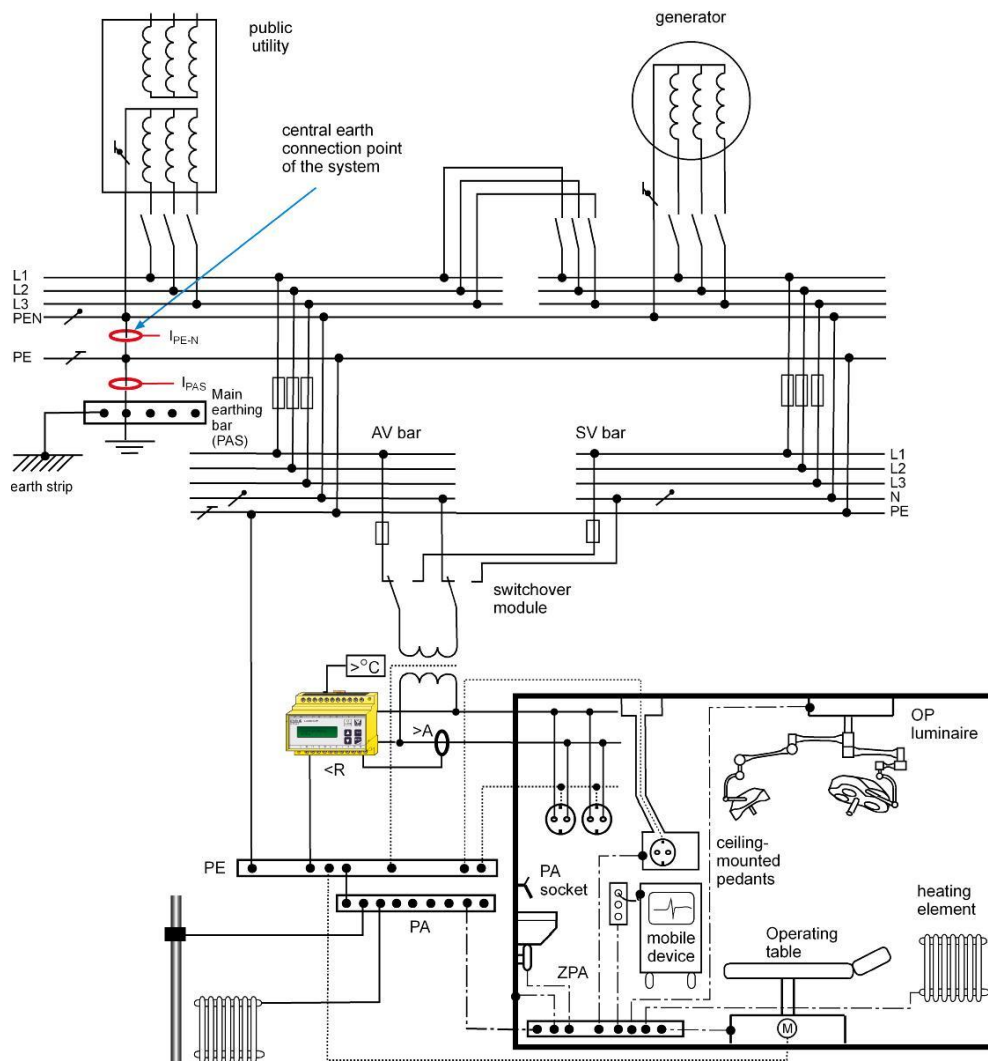 public
utility
generator
central earth
connection point
of the system
L1
L2
L3
PEN
I PE-N
PE
I PAS
Main
earthing
bar
(PAS)
earth strip
AV bar
SV bar
L1
L2
L3
N
PE
switchover
module
>°C
>A
<R
OP
luminaire
PE
PA
PA
socket
ceiling-
mounted
pedants
mobile
device
heating
element
Operating
table
ZPA
M